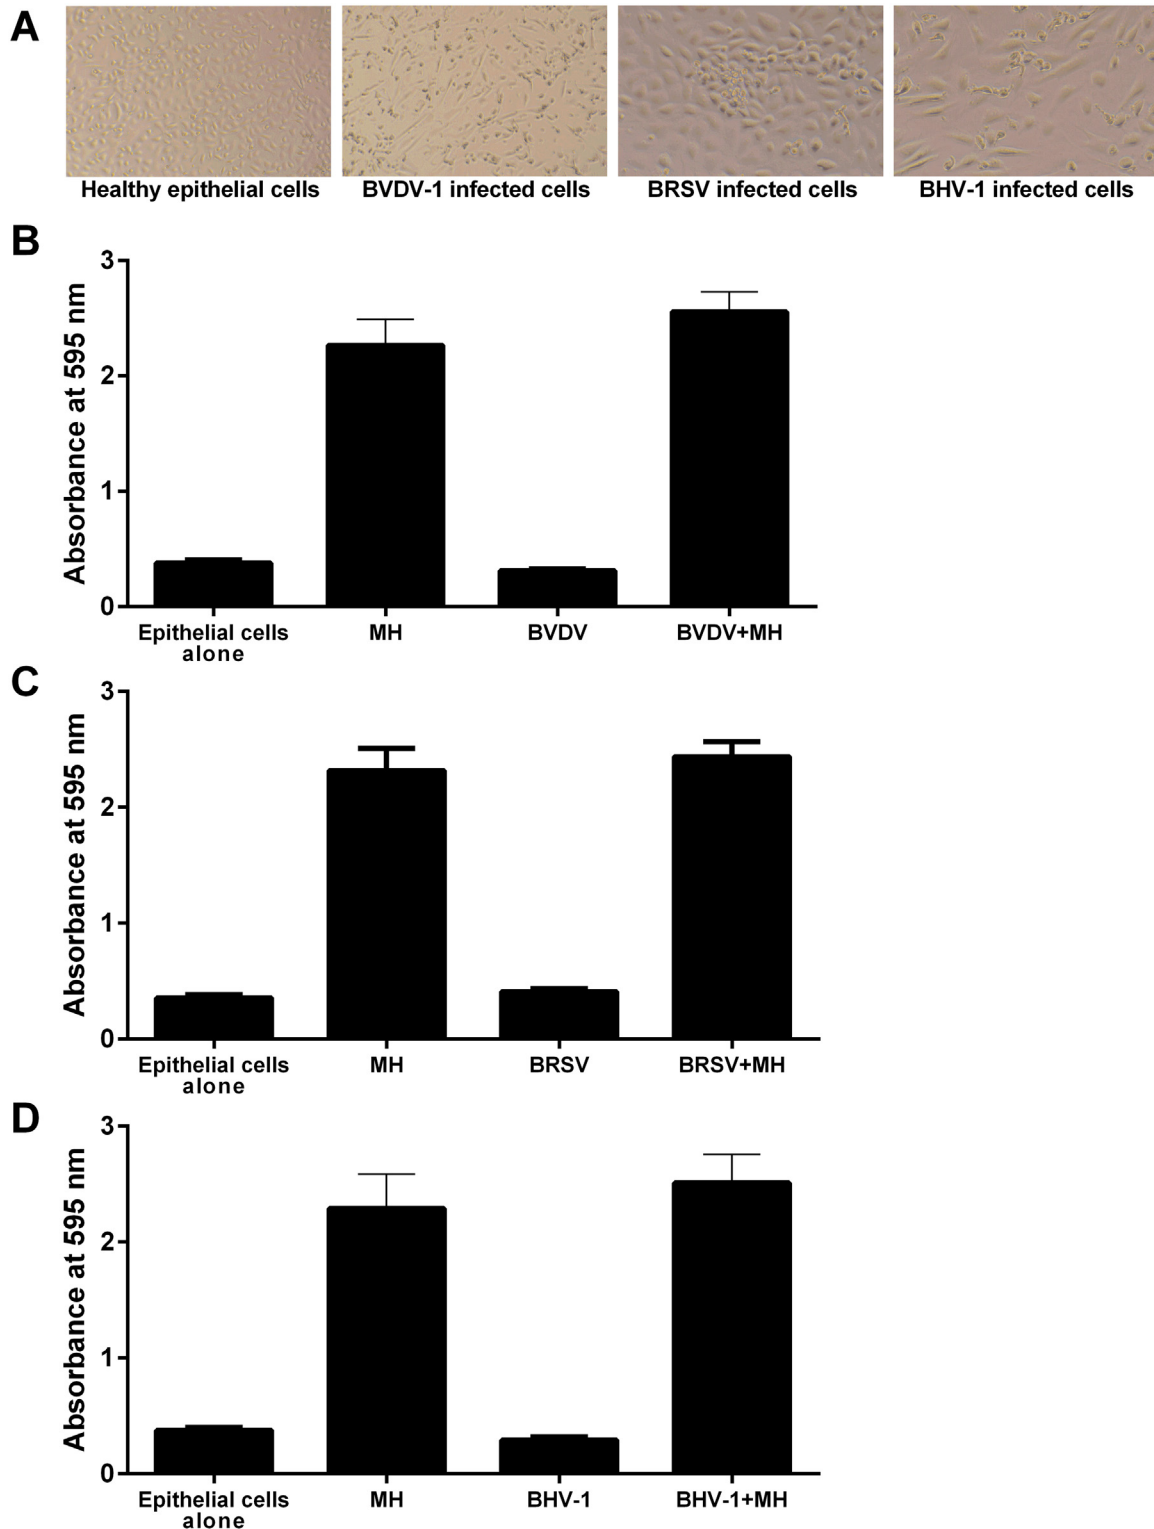 A
Healthy epithelial cells
BVDV-1 infected cells
BRSV infected cells
BHV-1 infected cells
B
Absorbance at 595 nm
3
2
1
0
Epithelial cells
alone
MH
BVDV
BVDV+MH
C
Absorbance at 595 nm
3
2
1
0
Epithelial cells
alone
MH
BRSV
BRSV+MH
D
Absorbance at 595 nm
3
2
1
0
Epithelial cells
alone
MH
BHV-1
BHV-1+MH